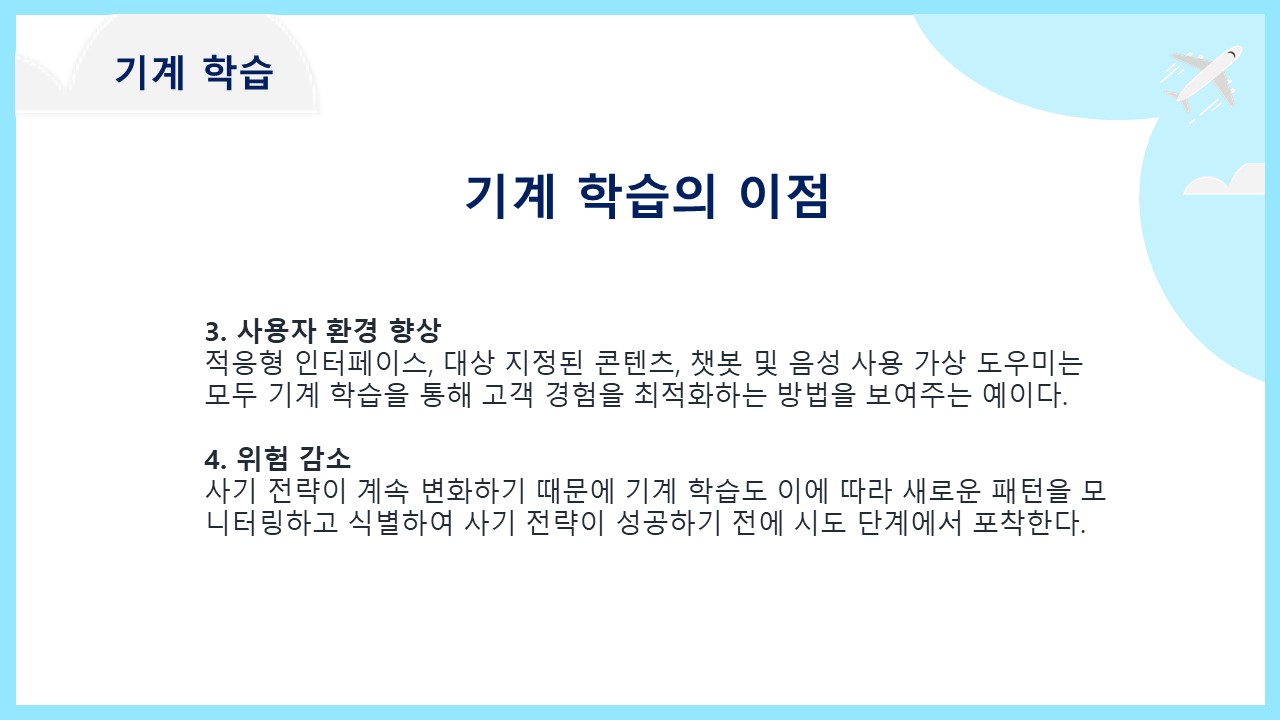 기계 학습
기계 학습의 이점
3. 사용자 환경 향상
적응형 인터페이스, 대상 지정된 콘텐츠, 챗봇 및 음성 사용 가상 도우미는
모두 기계 학습을 통해 고객 경험을 최적화하는 방법을 보여주는 예이다.
4. 위험 감소
사기 전략이 계속 변화하기 때문에 기계 학습도 이에 따라 새로운 패턴을 모
니터링하고 식별하여 사기 전략이 성공하기 전에 시도 단계에서 포착한다.